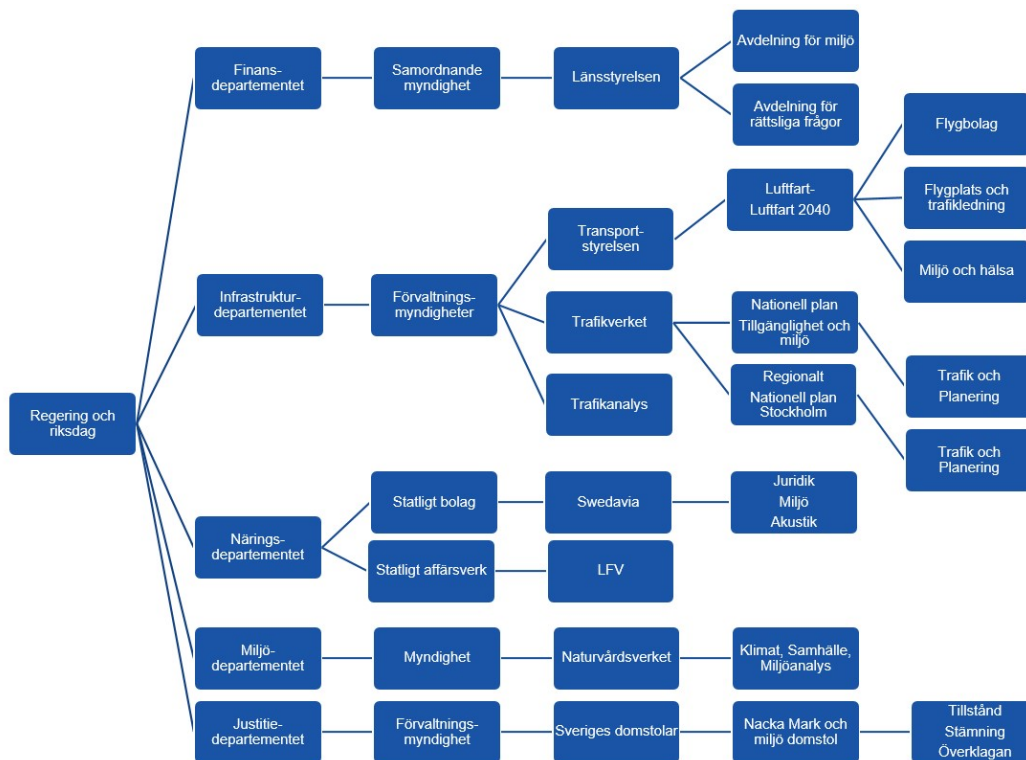 Regering och
riksdag
Finans-
departementet
Samordnande
myndighet
Länsstyrelsen
Avdelning för miljö
Avdelning för
rättsliga frågor
Infrastruktur-
departementet
Förvaltnings-
myndigheter
Transport-
styrelsen
Luftfart-
Luftfart 2040
Flygbolag
Flygplats och
trafikledning
Miljö och hälsa
Trafikverket
Nationell plan
Tillgänglighet och
miljö
Trafik och
Planering
Regionalt
Nationell plan
Stockholm
Trafik och
Planering
Trafikanalys
Närings-
departementet
Statligt bolag
Swedavia
Juridik
Miljö
Akustik
Statligt affärsverk
LFV
Miljö-
departementet
Myndighet
Naturvårdsverket
Klimat, Samhälle,
Miljöanalys
Justitie-
departementet
Förvaltnings-
myndighet
Sveriges domstolar
Nacka Mark och
miljö domstol
Tillstånd
Stämning
Överklagan